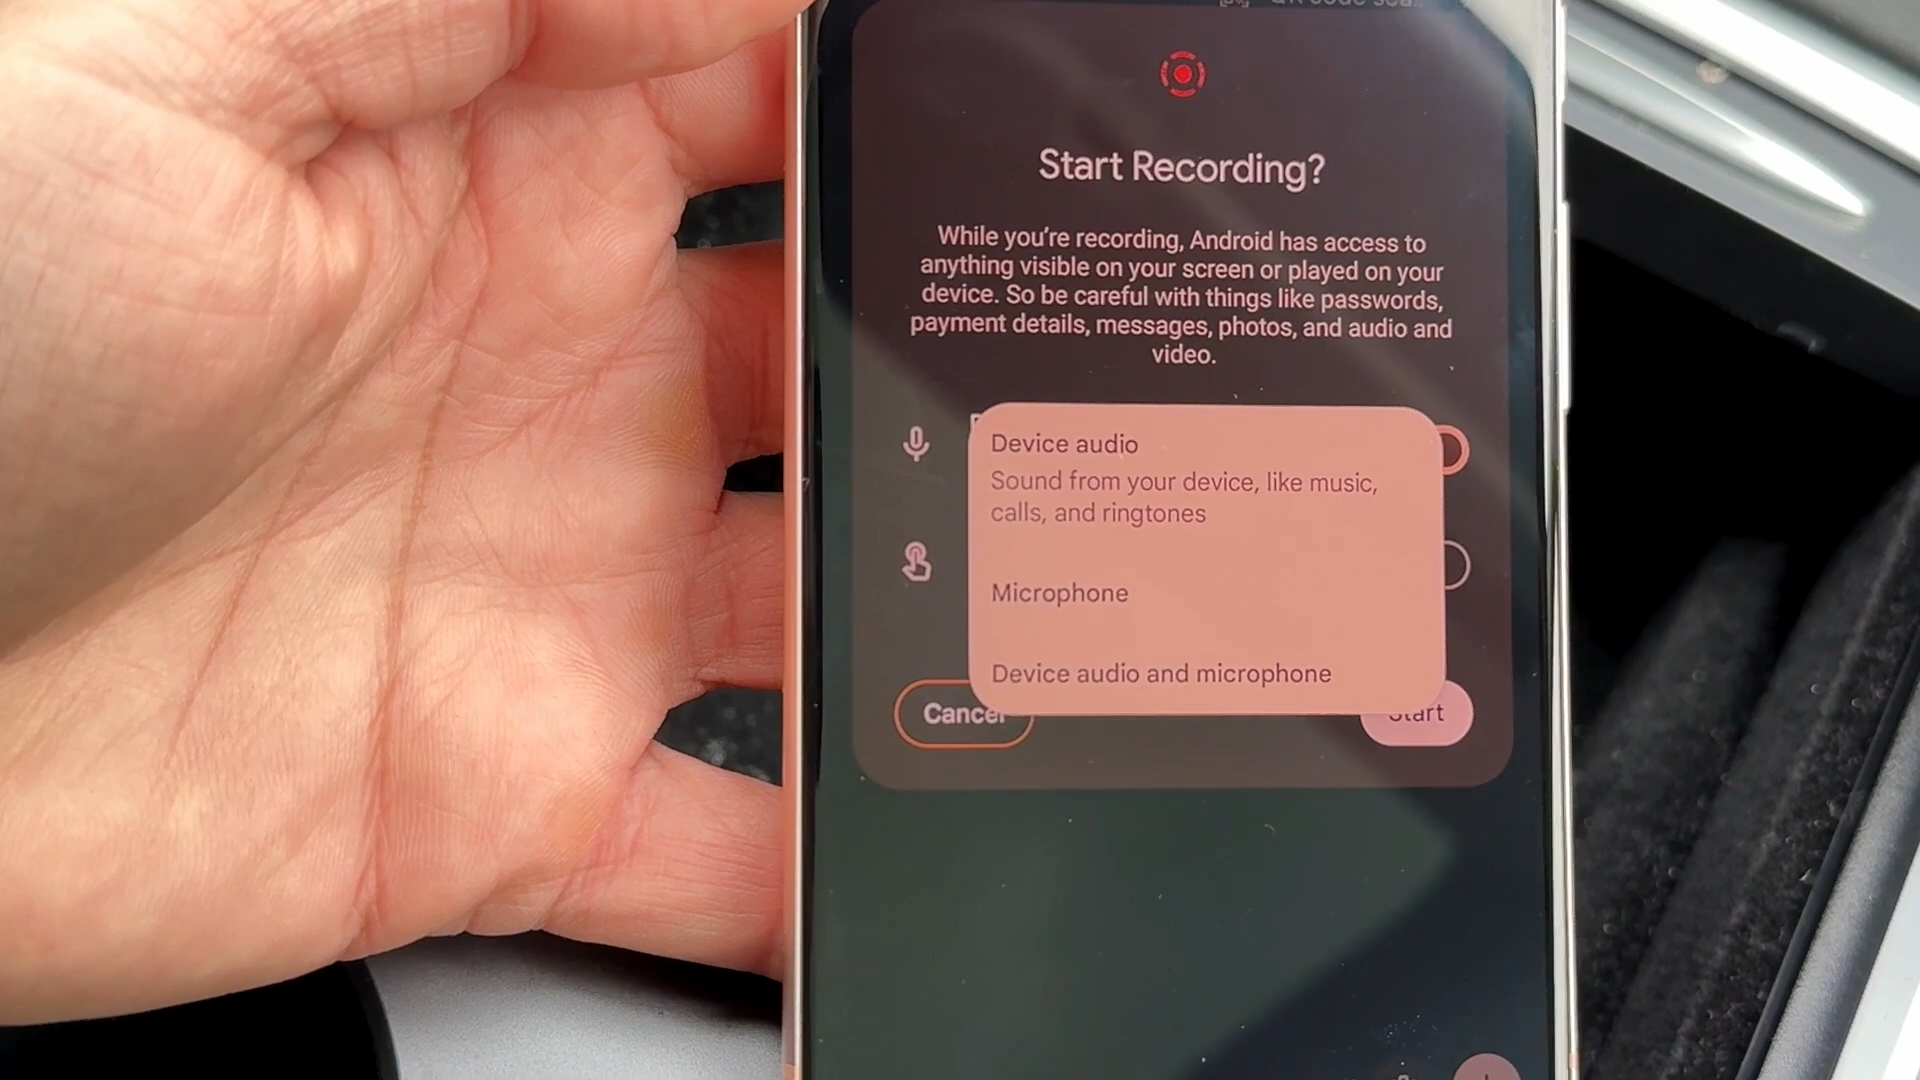 Start Recording?
While you're recording, Android has access to
anything visible on your screen or played on your
device. So be careful with things like passwords,
payment details, messages, photos, and audio and
video.
Device audio
Sound from your device, like music,
calls, and ringtones
Microphone
Device audio and microphone
Cancel
Start